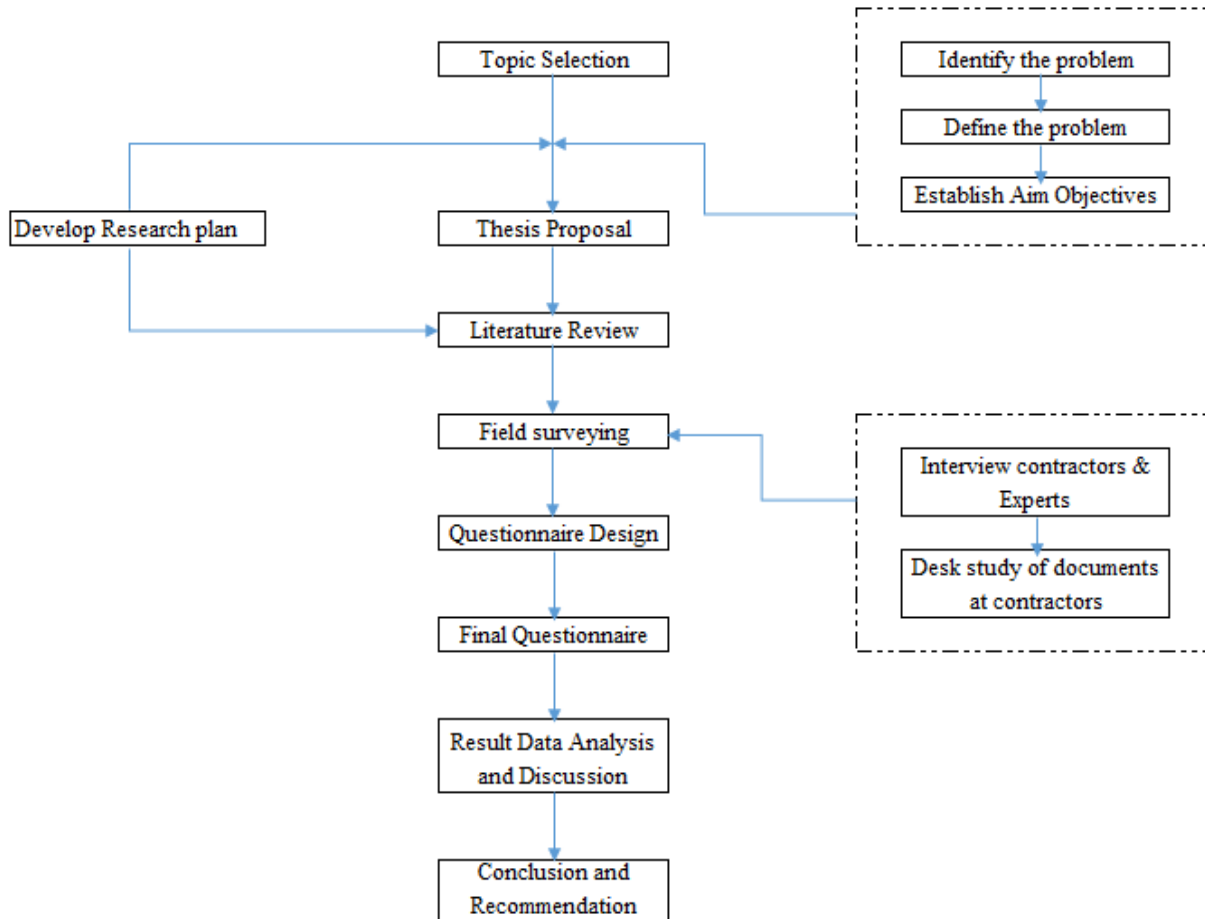 Topic Selection
Identify the problem
Define the problem
Establish Aim Objectives
Develop Research plan
Thesis Proposal
Literature Review
Field surveying
Interview contractors &
Experts
Questionnaire Design
Desk study of documents
at contractors
Final Questionnaire
Result Data Analysis
and Discussion
Conclusion and
Recommendation